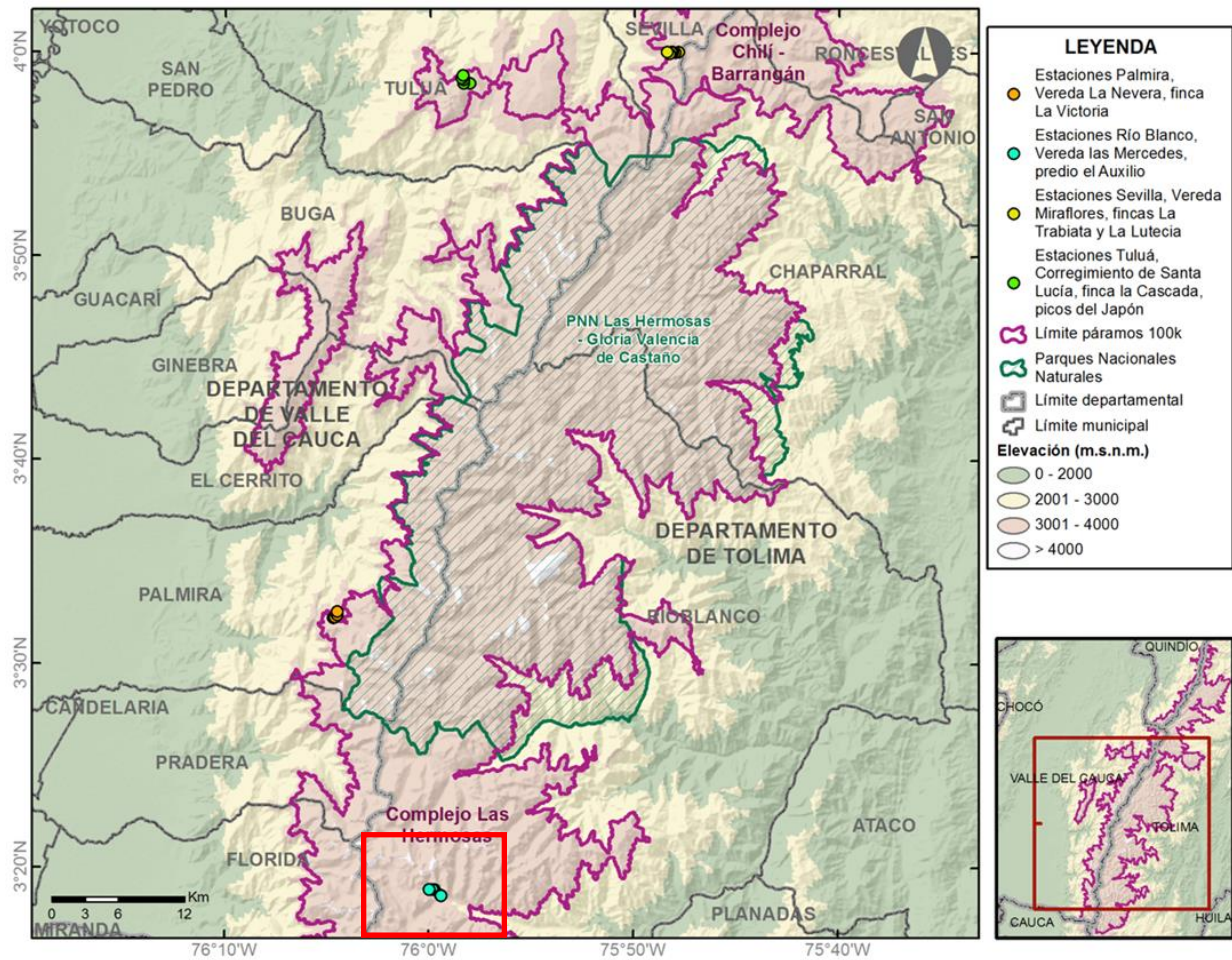 YOTOCO
SEVILLA
Complejo
Chilí -
Barrangán
4°0'N
SAN
PEDRO
TULUÁ
SAN
ANTONIO
BUGA
3°50'N
GUACARÍ
CHAPARRAL
PNN Las Hermosas
- Gloria Valencia
de Castaño
GINEBRA
DEPARTAMENTO
DE VALLE
DEL CAUCA
3°40'N
EL CERRITO
DEPARTAMENTO
DE TOLIMA
PALMIRA
RIOBLANCO
3°30'N
CANDELARIA
PRADERA
Complejo Las
Hermosas
ATACO
3°20'N
FLORIDA
Km
0 3 6 12
PLANADAS
MIRANDA
76°10'W 76°0'W 75°50'W 75°40'W
LEYENDA
Estaciones Palmira,
Vereda La Nevera, finca
La Victoria
Estaciones Río Blanco,
Vereda las Mercedes,
predio el Auxilio
Estaciones Sevilla, Vereda
Miraflores, fincas La
Trabiata y La Lutecia
Estaciones Tuluá,
Corregimiento de Santa
Lucía, finca la Cascada,
picos del Japón
Límite páramos 100k
Parques Nacionales
Naturales
Límite departamental
Límite municipal
Elevación (m.s.n.m.)
0 - 2000
2001 - 3000
3001 - 4000
> 4000
QUINDÍO
CHOCÓ
VALLE DEL CAUCA
TOLIMA
CAUCA
HUILA